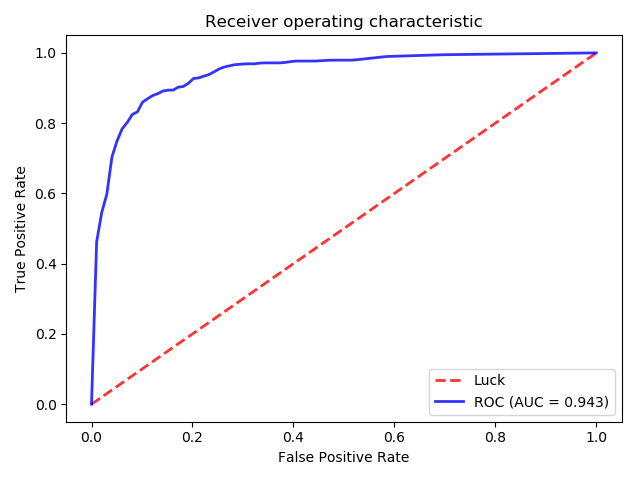 Receiver operating characteristic
True Positive Rate
1.0
0.8
0.6
0.4
0.2
0.0
Luck
ROC (AUC = 0.943)
0.0 0.2 0.4 0.6 0.8 1.0
False Positive Rate